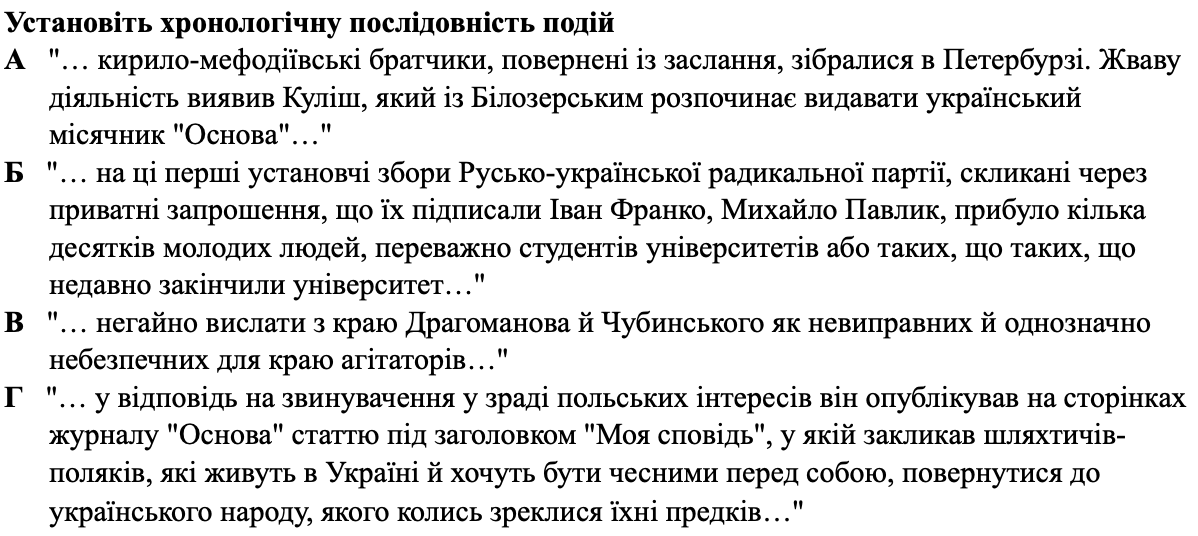 Установіть хронологічну послідовність подій
А "… кирило-мефодіївські братчики, повернені із заслання, зібралися в Петербурзі. Жваву
діяльність виявив Куліш, який із Білозерським розпочинає видавати український
місячник "Основа"…"
Б "… на ці перші установчі збори Русько-української радикальної партії, скликані через
приватні запрошення, що їх підписали Іван Франко, Михайло Павлик, прибуло кілька
десятків молодих людей, переважно студентів університетів або таких, що таких, що
недавно закінчили університет…"
В "… негайно вислати з краю Драгоманова й Чубинського як невиправних й однозначно
небезпечних для краю агітаторів…"
Г "… у відповідь на звинувачення у зраді польських інтересів він опублікував на сторінках
журналу "Основа" статтю під заголовком "Моя сповідь", у якій закликав шляхтичів-
поляків, які живуть в Україні й хочуть бути чесними перед собою, повернутися до
українського народу, якого колись зреклися їхні предків…"